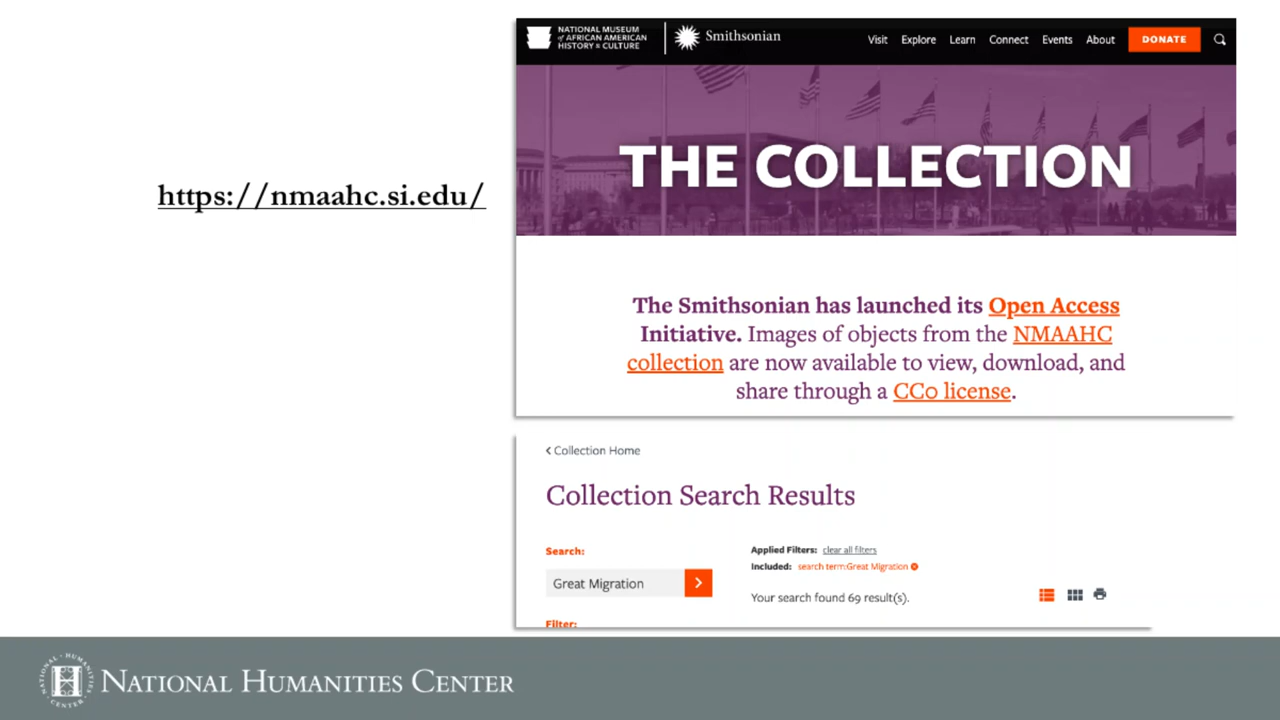 https://nmaahc.si.edu/
NATIONAL MUSEUM
of AFRICAN AMERICAN
HISTORY & CULTURE
Smithsonian
Visit Explore Learn Connect Events About DONATE
THE COLLECTION
The Smithsonian has launched its Open Access
Initiative. Images of objects from the NMAAHC
collection are now available to view, download, and
share through a CC0 license.
< Collection Home
Collection Search Results
Search:
Great Migration
Filter:
Applied Filters: clear all filters
Included: search term:Great Migration
Your search found 69 result(s).
NATIONAL HUMANITIES CENTER
· HUMANITIES ·
CENTER
NATIONAL
H